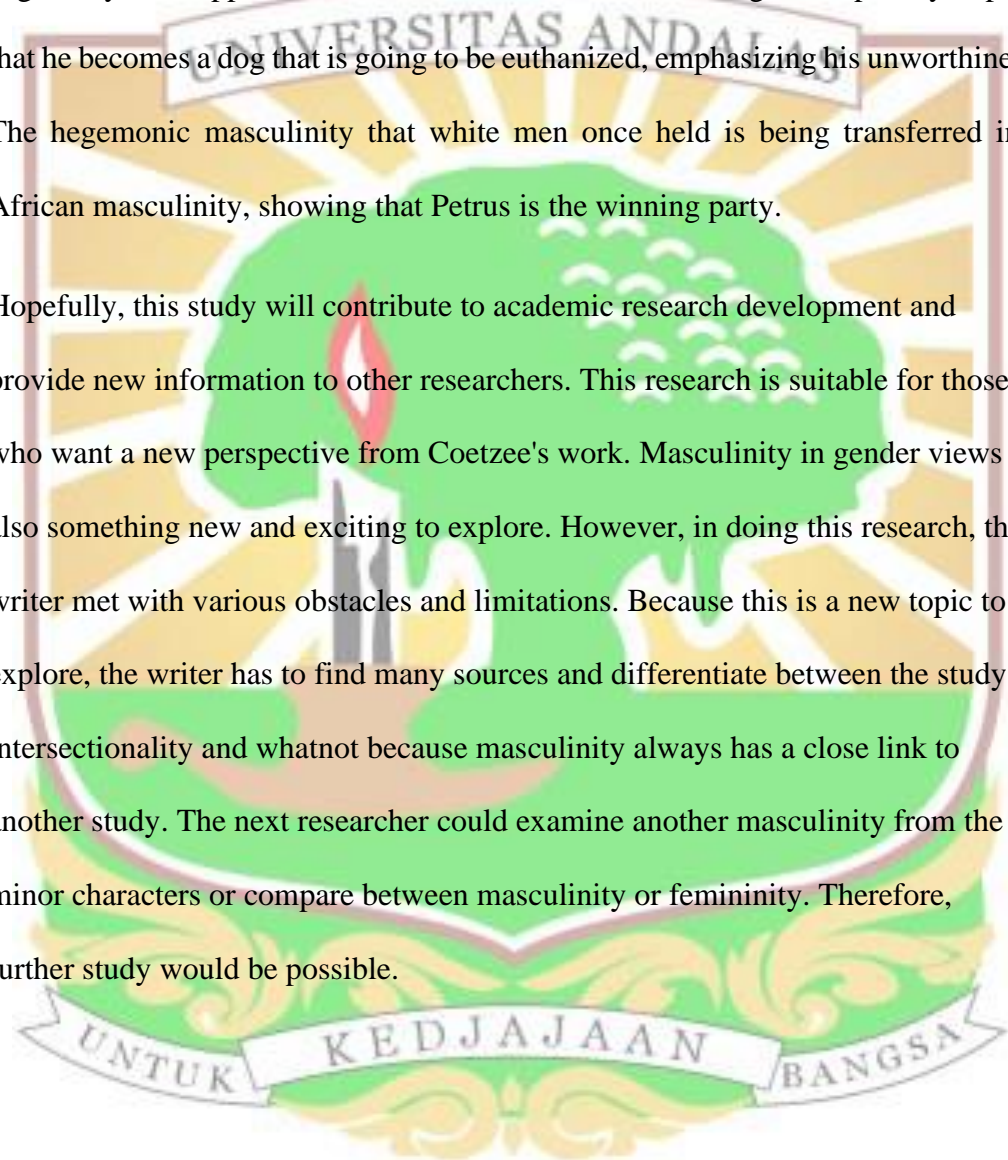 UNIVERSITAS ANDALAS
that he becomes a dog that is going to be euthanized, emphasizing his
The hegemonic masculinity that white men once held is being transferred
African masculinity, showing that Petrus is the winning party.
Hopefully, this study will contribute to academic research development and
provide new information to other researchers. This research is suitable for those
who want a new perspective from Coetzee's work. Masculinity in gender views
also something new and exciting to explore. However, in doing this research,
writer met with various obstacles and limitations. Because this is a new topic to
explore, the writer has to find many sources and differentiate between the study
intersectionality and whatnot because masculinity always has a close link to
another study. The next researcher could examine another masculinity from the
minor characters or compare between masculinity or femininity. Therefore,
further study would be possible.
UNTUK KEDJAJAAN BANGSA